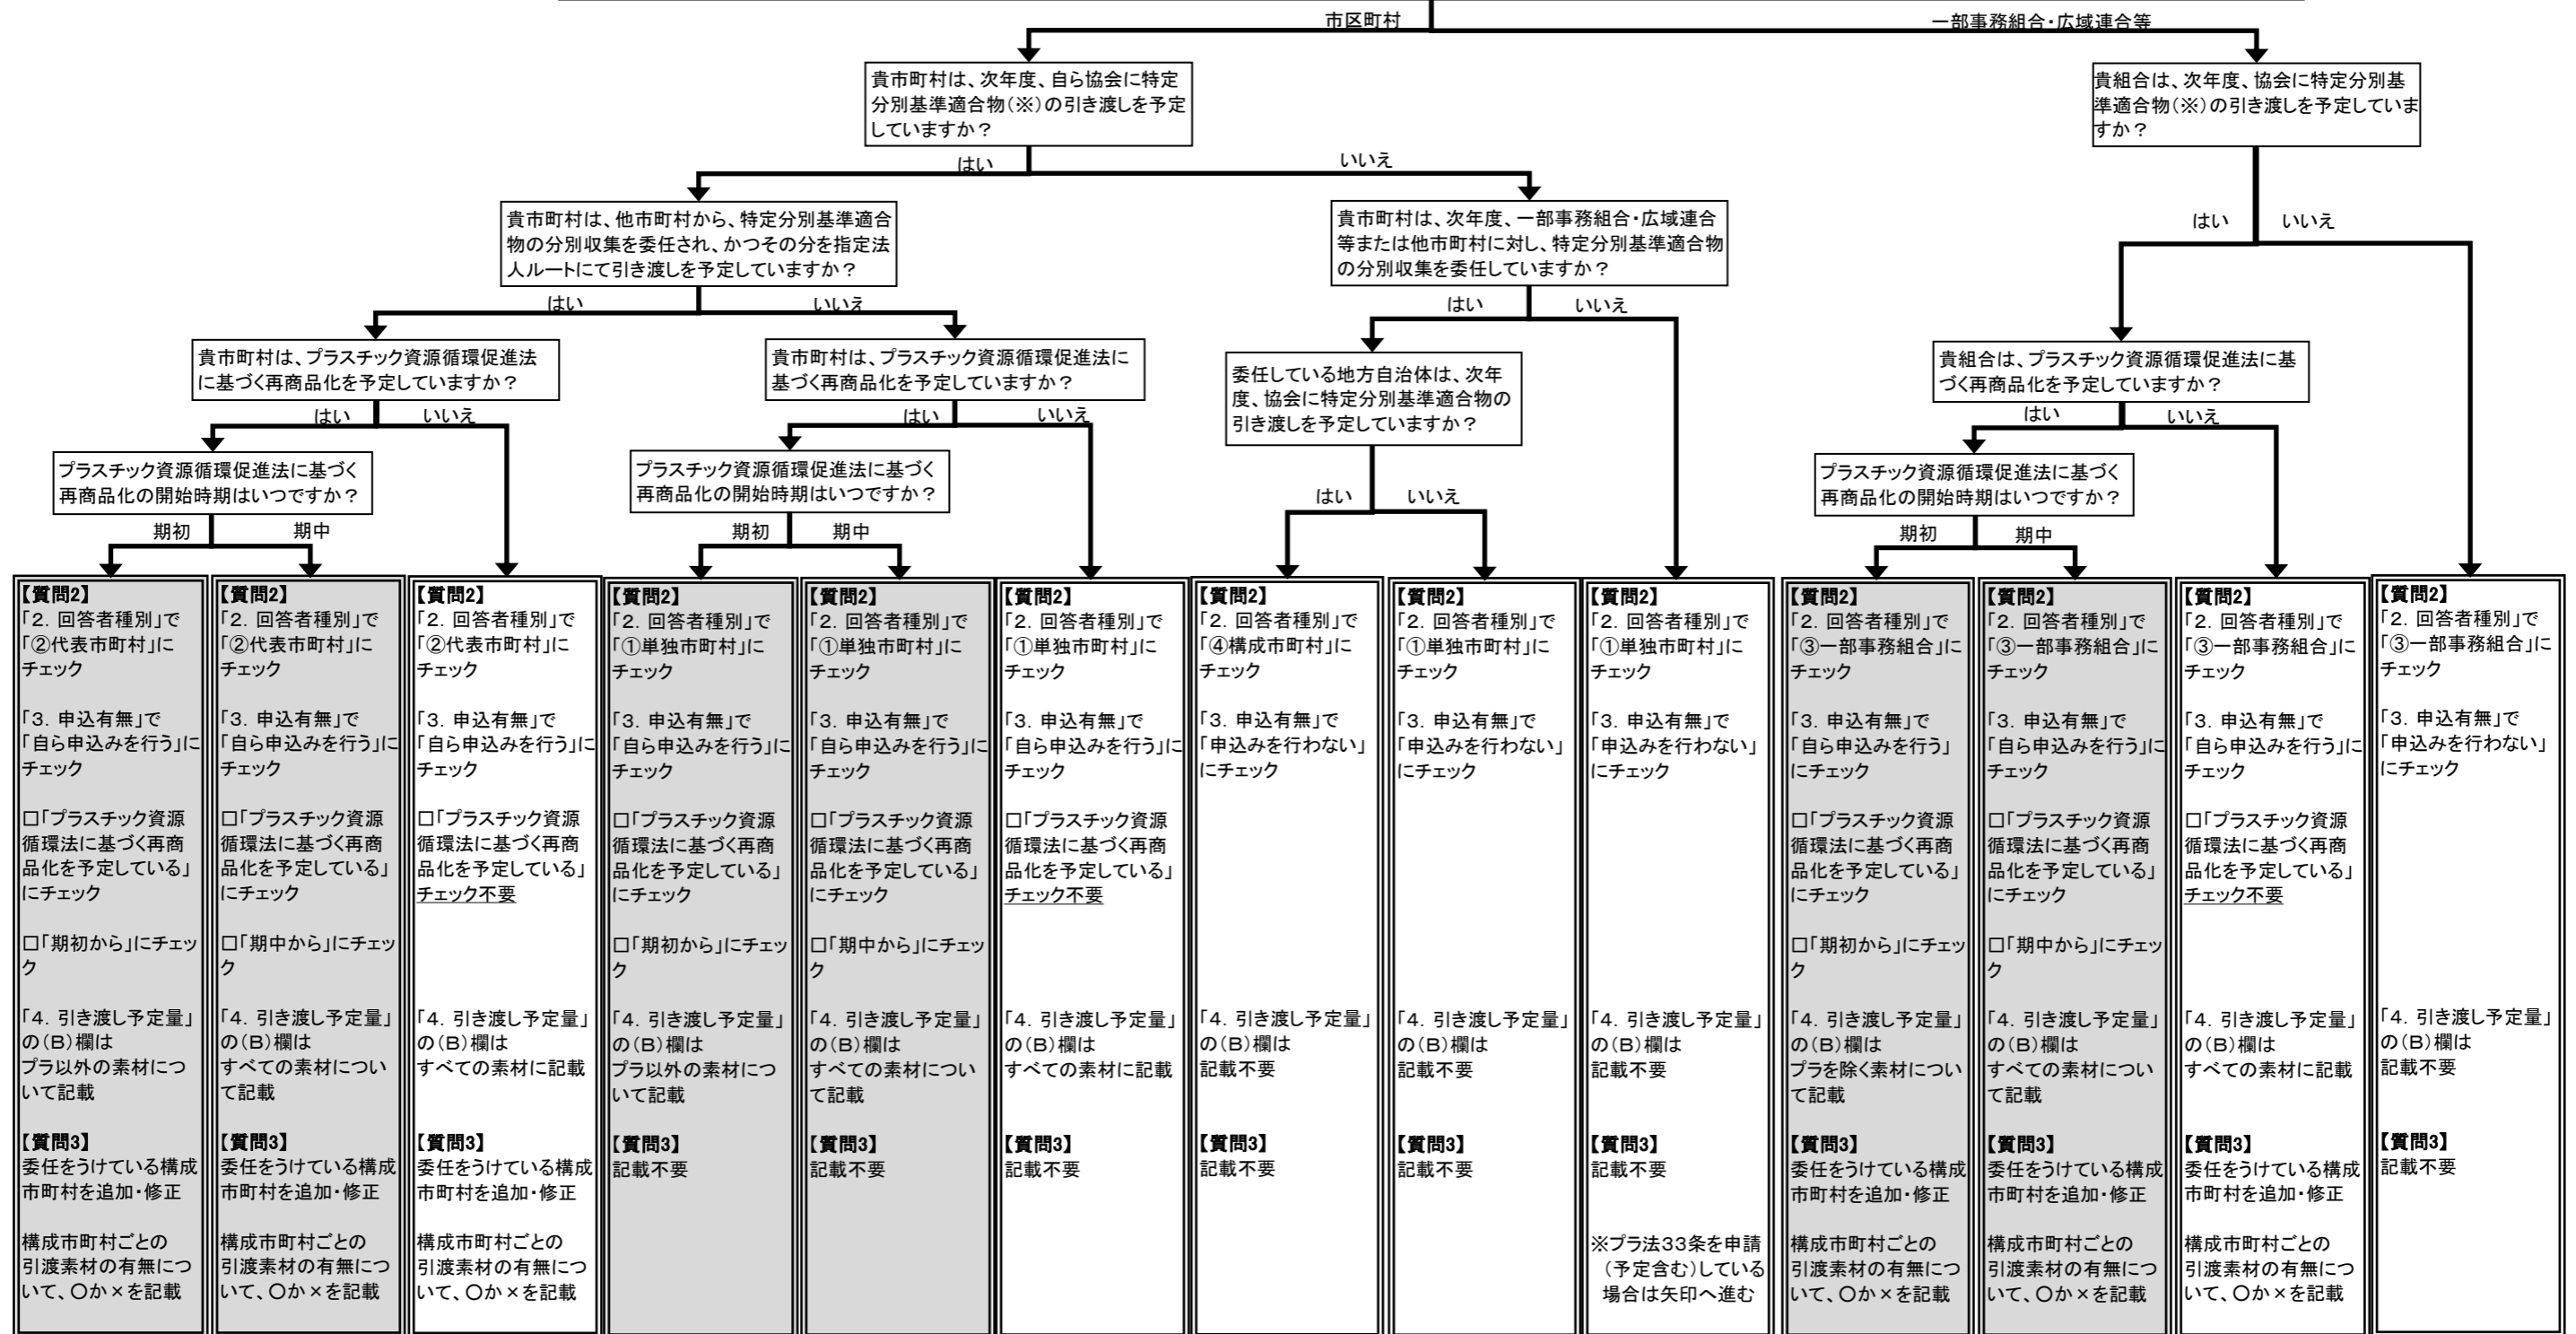 市区町村
一部事務組合・広域連合等
貴市町村は、次年度、自ら協会に特定
分別基準適合物(※)の引き渡しを予定
していますか?
貴組合は、次年度、協会に特定分別基
準適合物(※)の引き渡しを予定していま
すか?
はい
いいえ
貴市町村は、他市町村から、特定分別基準適合
物の分別収集を委任され、かつその分を指定法
人ルートにて引き渡しを予定していますか?
貴市町村は、次年度、一部事務組合・広域連合
等または他市町村に対し、特定分別基準適合物
の分別収集を委任していますか?
はい
いいえ
はい
いいえ
はい
いいえ
貴市町村は、プラスチック資源循環促進法
に基づく再商品化を予定していますか?
貴市町村は、プラスチック資源循環促進法に
基づく再商品化を予定していますか?
委任している地方自治体は、次年
度、協会に特定分別基準適合物の
引き渡しを予定していますか?
貴組合は、プラスチック資源循環促進法に基
づく再商品化を予定していますか?
はい
いいえ
はい
いいえ
はい
いいえ
プラスチック資源循環促進法に基づく
再商品化の開始時期はいつですか?
プラスチック資源循環促進法に基づく
再商品化の開始時期はいつですか?
プラスチック資源循環促進法に基づく
再商品化の開始時期はいつですか?
はい
いいえ
期初
期中
期初
期中
期初
期中
【質問2】
「2. 回答者種別」で
「②代表市町村」に
チェック
「3. 申込有無」で
「自ら申込みを行う」に
チェック
□「プラスチック資源
循環法に基づく再商
品化を予定している」
にチェック
□「期初から」にチェッ
ク
「4. 引き渡し予定量」
の(B)欄は
プラ以外の素材につ
いて記載
【質問3】
委任をうけている構成
市町村を追加・修正
構成市町村ごとの
引渡素材の有無につ
いて、〇か×を記載
【質問2】
「2. 回答者種別」で
「②代表市町村」に
チェック
「3. 申込有無」で
「自ら申込みを行う」に
チェック
□「プラスチック資源
循環法に基づく再商
品化を予定している」
にチェック
□「期中から」にチェッ
ク
「4. 引き渡し予定量」
の(B)欄は
すべての素材につい
て記載
【質問3】
委任をうけている構成
市町村を追加・修正
構成市町村ごとの
引渡素材の有無につ
いて、〇か×を記載
【質問2】
「2. 回答者種別」で
「②代表市町村」に
チェック
「3. 申込有無」で
「自ら申込みを行う」に
チェック
□「プラスチック資源
循環法に基づく再商
品化を予定している」
チェック不要
「4. 引き渡し予定量」
の(B)欄は
すべての素材に記載
【質問3】
委任をうけている構成
市町村を追加・修正
構成市町村ごとの
引渡素材の有無につ
いて、〇か×を記載
【質問2】
「2. 回答者種別」で
「①単独市町村」に
チェック
「3. 申込有無」で
「自ら申込みを行う」に
チェック
□「プラスチック資源
循環法に基づく再商
品化を予定している」
にチェック
□「期初から」にチェッ
ク
「4. 引き渡し予定量」
の(B)欄は
プラ以外の素材につ
いて記載
【質問3】
記載不要
【質問2】
「2. 回答者種別」で
「①単独市町村」に
チェック
「3. 申込有無」で
「自ら申込みを行う」に
チェック
□「プラスチック資源
循環法に基づく再商
品化を予定している」
にチェック
□「期中から」にチェッ
ク
「4. 引き渡し予定量」
の(B)欄は
すべての素材につい
て記載
【質問3】
記載不要
【質問2】
「2. 回答者種別」で
「①単独市町村」に
チェック
「3. 申込有無」で
「自ら申込みを行う」に
チェック
□「プラスチック資源
循環法に基づく再商
品化を予定している」
チェック不要
「4. 引き渡し予定量」
の(B)欄は
すべての素材に記載
【質問3】
記載不要
【質問2】
「2. 回答者種別」で
「④構成市町村」に
チェック
「3. 申込有無」で
「申込みを行わない」
にチェック
「4. 引き渡し予定量」
の(B)欄は
記載不要
【質問3】
記載不要
【質問2】
「2. 回答者種別」で
「①単独市町村」に
チェック
「3. 申込有無」で
「申込みを行わない」
にチェック
「4. 引き渡し予定量」
の(B)欄は
記載不要
【質問3】
記載不要
【質問2】
「2. 回答者種別」で
「①単独市町村」に
チェック
「3. 申込有無」で
「申込みを行わない」
にチェック
「4. 引き渡し予定量」
の(B)欄は
記載不要
【質問3】
記載不要
※プラ法33条を申請
(予定含む)している
場合は矢印へ進む
【質問2】
「2. 回答者種別」で
「③一部事務組合」に
チェック
「3. 申込有無」で
「自ら申込みを行う」
にチェック
□「プラスチック資源
循環法に基づく再商
品化を予定している」
にチェック
□「期初から」にチェッ
ク
「4. 引き渡し予定量」
の(B)欄は
プラを除く素材につい
て記載
【質問3】
委任をうけている構成
市町村を追加・修正
構成市町村ごとの
引渡素材の有無につ
いて、〇か×を記載
【質問2】
「2. 回答者種別」で
「③一部事務組合」に
チェック
「3. 申込有無」で
「自ら申込みを行う」に
チェック
□「プラスチック資源
循環法に基づく再商
品化を予定している」
にチェック
□「期中から」にチェッ
ク
「4. 引き渡し予定量」
の(B)欄は
すべての素材につい
て記載
【質問3】
委任をうけている構成
市町村を追加・修正
構成市町村ごとの
引渡素材の有無につ
いて、〇か×を記載
【質問2】
「2. 回答者種別」で
「③一部事務組合」に
チェック
「3. 申込有無」で
「自ら申込みを行う」に
チェック
□「プラスチック資源
循環法に基づく再商
品化を予定している」
チェック不要
「4. 引き渡し予定量」
の(B)欄は
すべての素材に記載
【質問3】
委任をうけている構成
市町村を追加・修正
構成市町村ごとの
引渡素材の有無につ
いて、〇か×を記載
【質問2】
「2. 回答者種別」で
「③一部事務組合」に
チェック
「3. 申込有無」で
「申込みを行わない」
にチェック
「4. 引き渡し予定量」
の(B)欄は
記載不要
【質問3】
記載不要